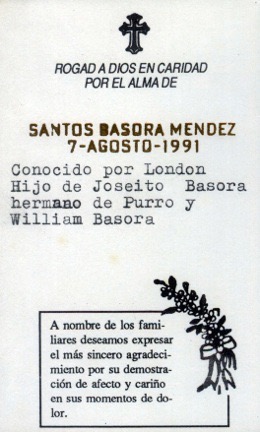 ROGAD A DIOS EN CARIDAD
POR EL ALMA DE
SANTOS BASORA MENDEZ
7-AGOSTO-1991
Conocido por London
Hijo de Joseito Basora
hermano de Purro y
William Basora
A nombre de los fami-
liares deseamos expresar
el más sincero agradeci-
miento por su demostra-
ción de afecto y cariño
en sus momentos de do-
lor.